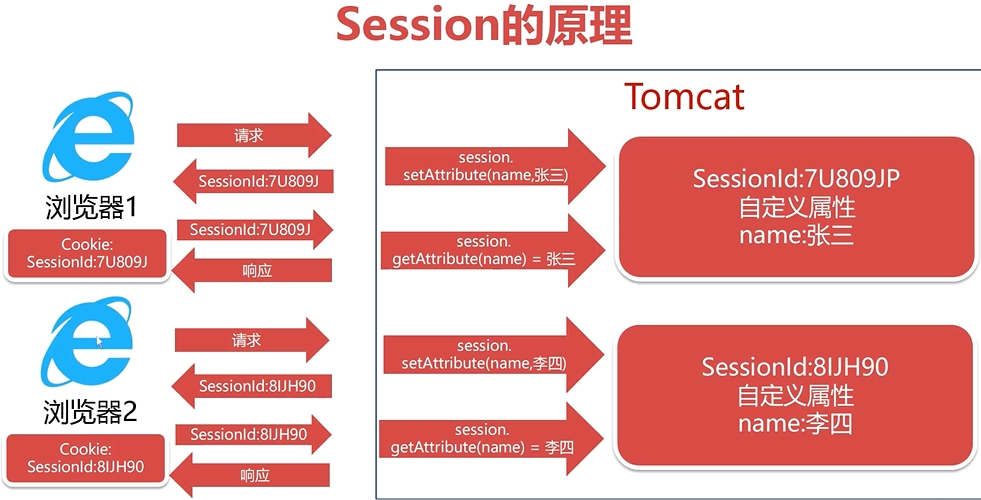 Session的原理
Tomcat
请求
SessionId:7U809J
浏览器1
SessionId:7U809J
Cookie:
SessionId:7U809J
响应
session.
setAttribute(name,张三)
session.
getAttribute(name) = 张三
SessionId:7U809JP
自定义属性
name:张三
请求
SessionId:8IJH90
浏览器2
SessionId:8IJH90
Cookie:
SessionId:8IJH90
响应
session.
setAttribute(name,李四)
session.
getAttribute(name) = 李四
SessionId:8IJH90
自定义属性
name:李四